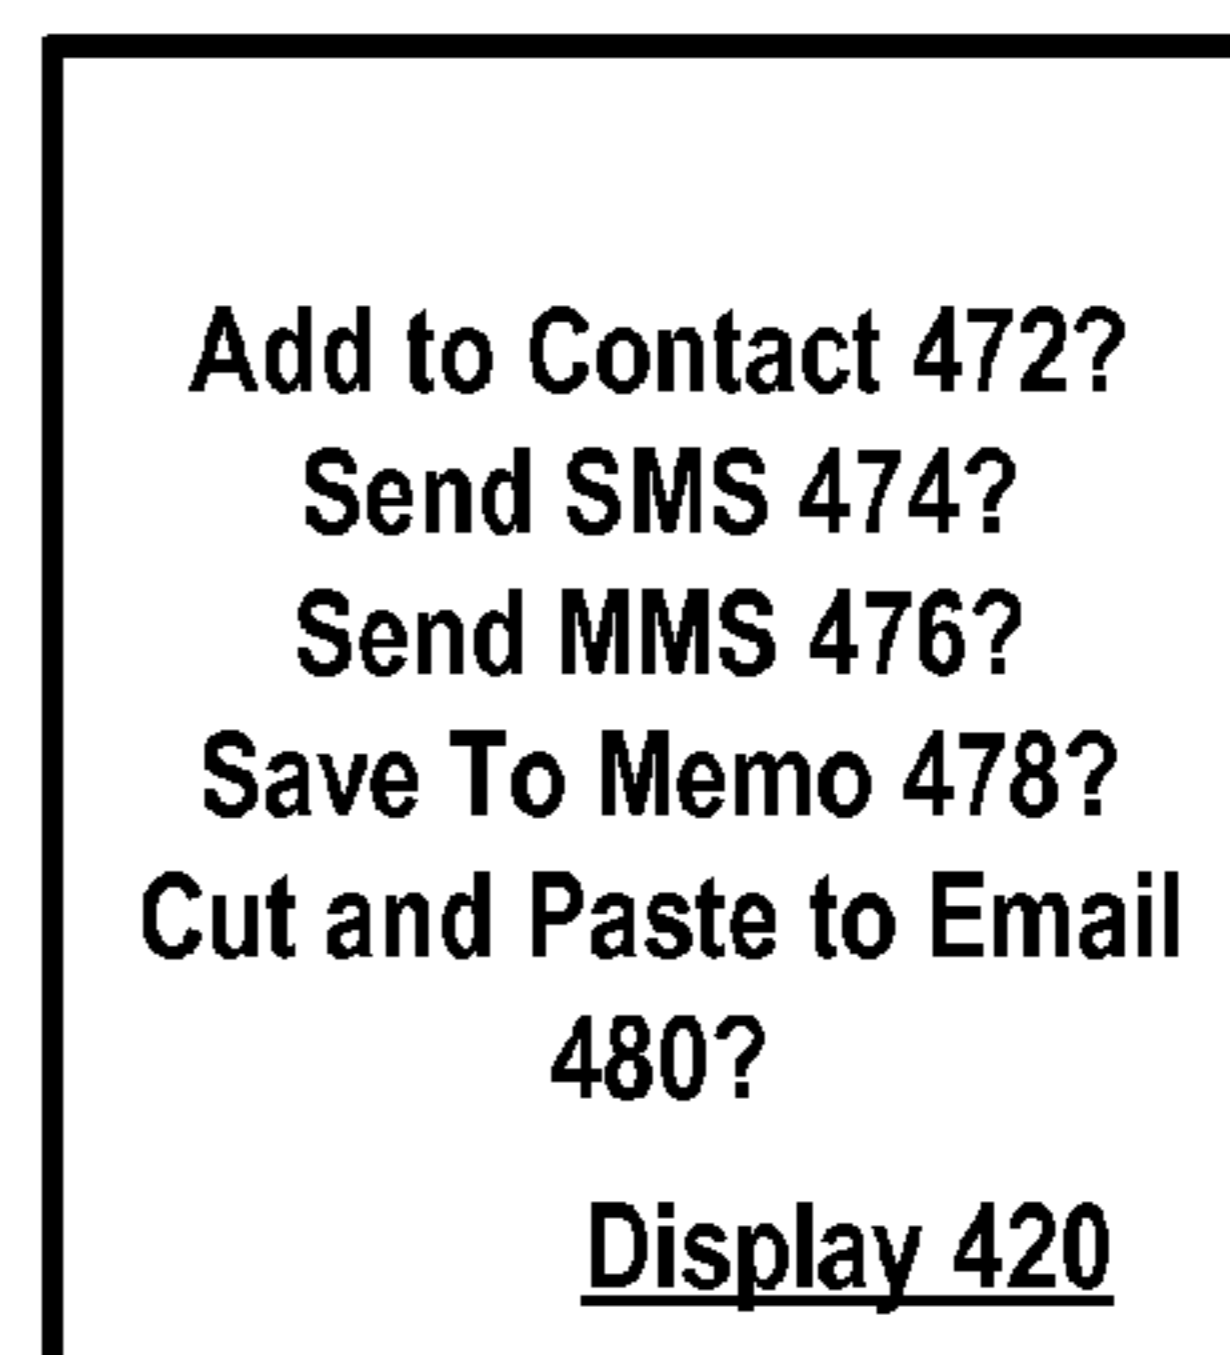 Add to Contact 472?
Send SMS 474?
Send MMS 476?
Save To Memo 478?
Cut and Paste to Email
480?
Display 420